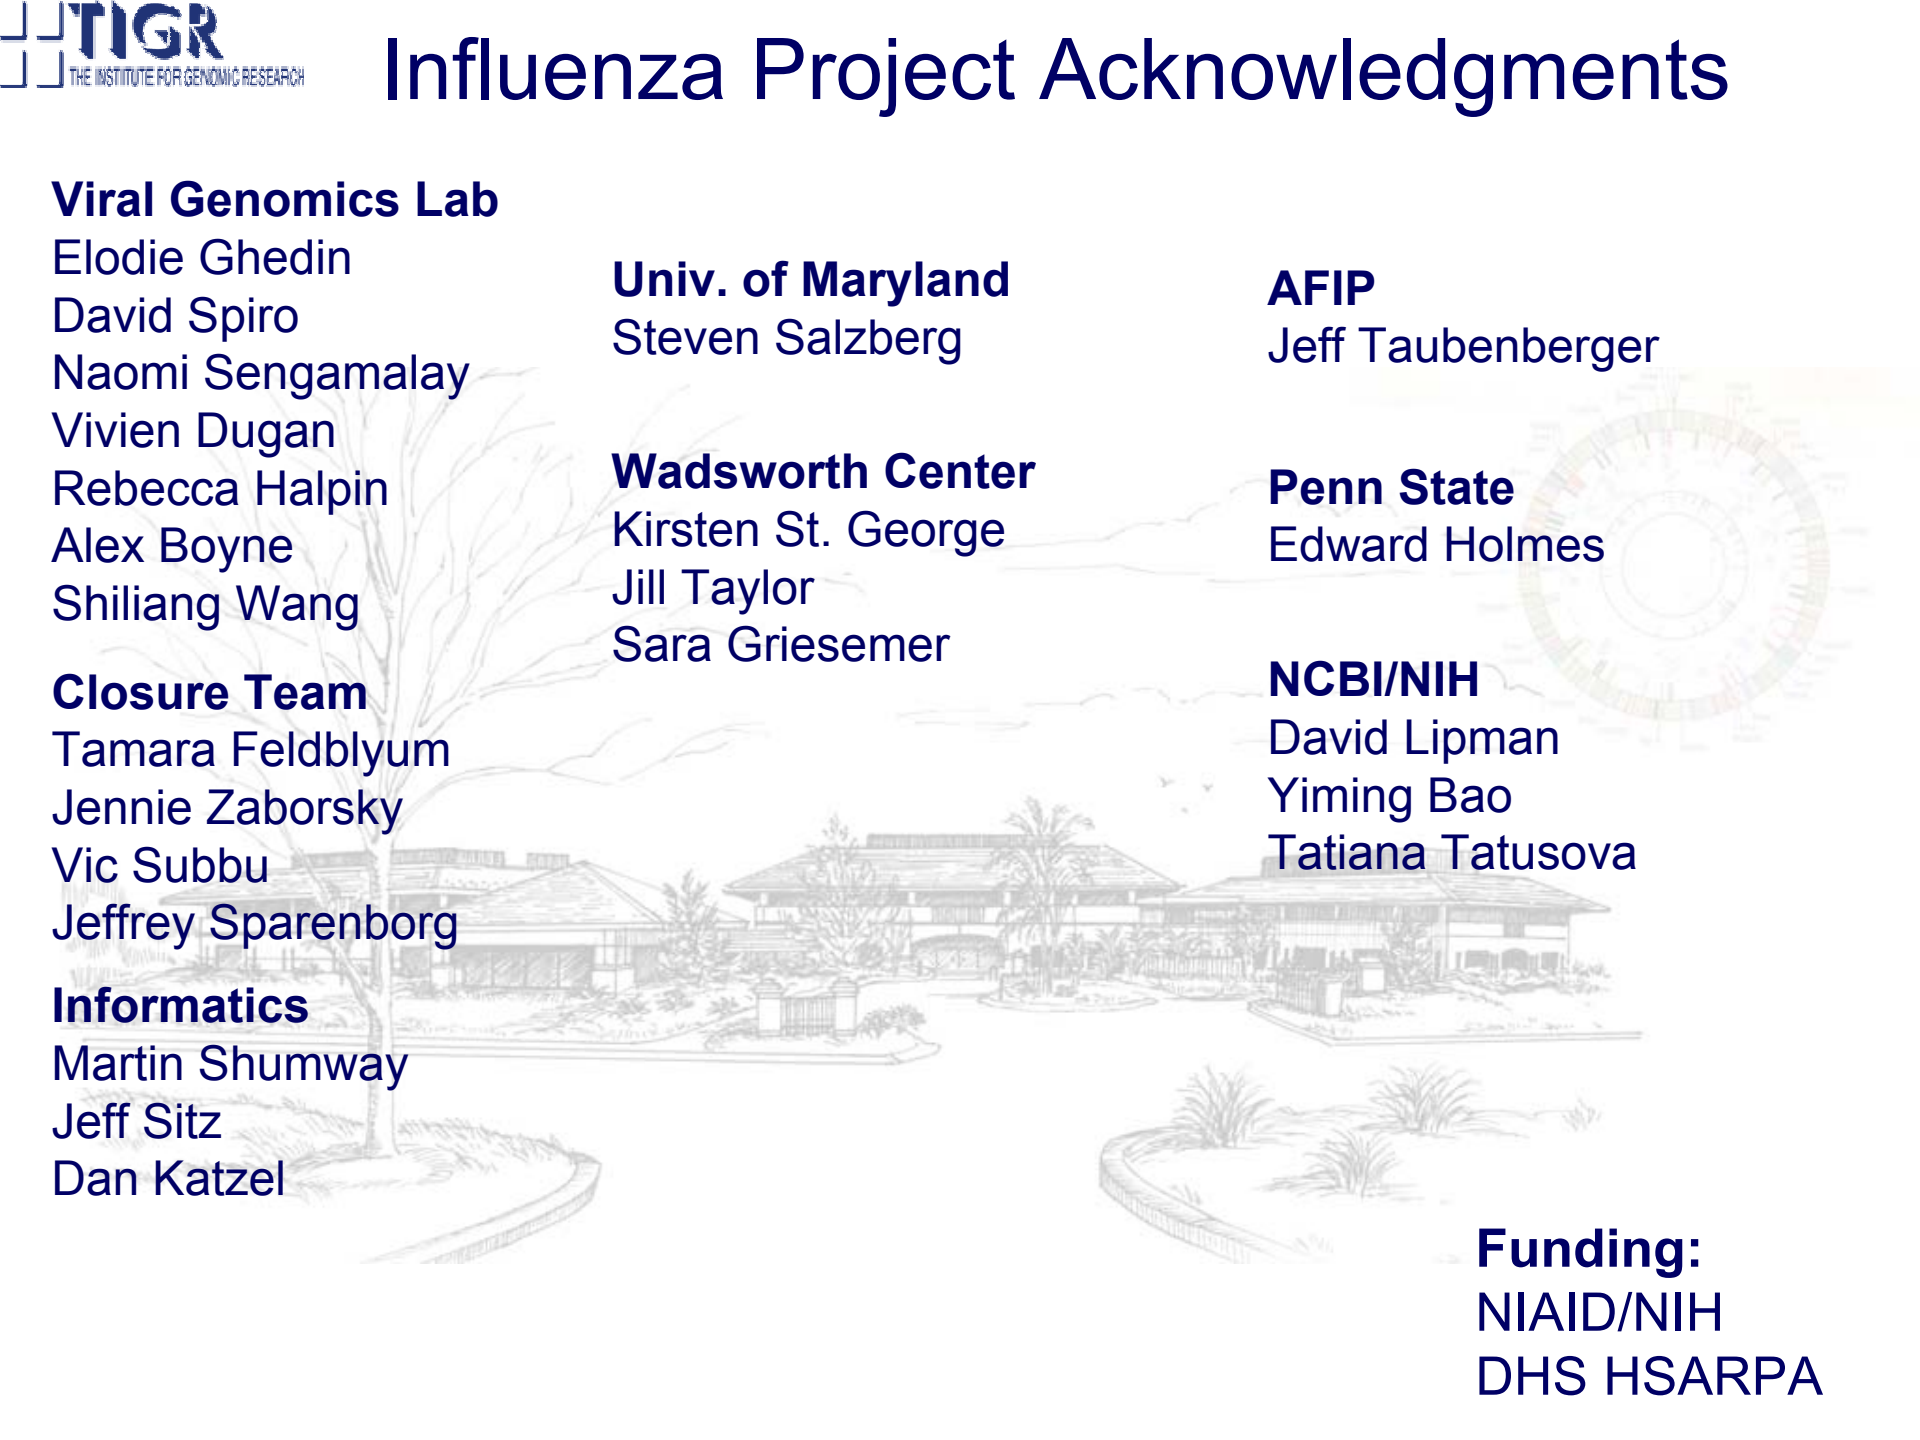 TIGR
THE INSTITUTE FOR GENOMIC RESEARCH
Influenza Project Acknowledgments
Viral Genomics Lab
Elodie Ghedin
David Spiro
Naomi Sengamalay
Vivien Dugan
Rebecca Halpin
Alex Boyne
Shiliang Wang
Closure Team
Tamara Feldblyum
Jennie Zaborsky
Vic Subbu
Jeffrey Sparenborg
Informatics
Martin Shumway
Jeff Sitz
Dan Katzel
Univ. of Maryland
Steven Salzberg
Wadsworth Center
Kirsten St. George
Jill Taylor
Sara Griesemer
AFIP
Jeff Taubenberger
Penn State
Edward Holmes
NCBI/NIH
David Lipman
Yiming Bao
Tatiana Tatusova
Funding:
NIAID/NIH
DHS HSARPA